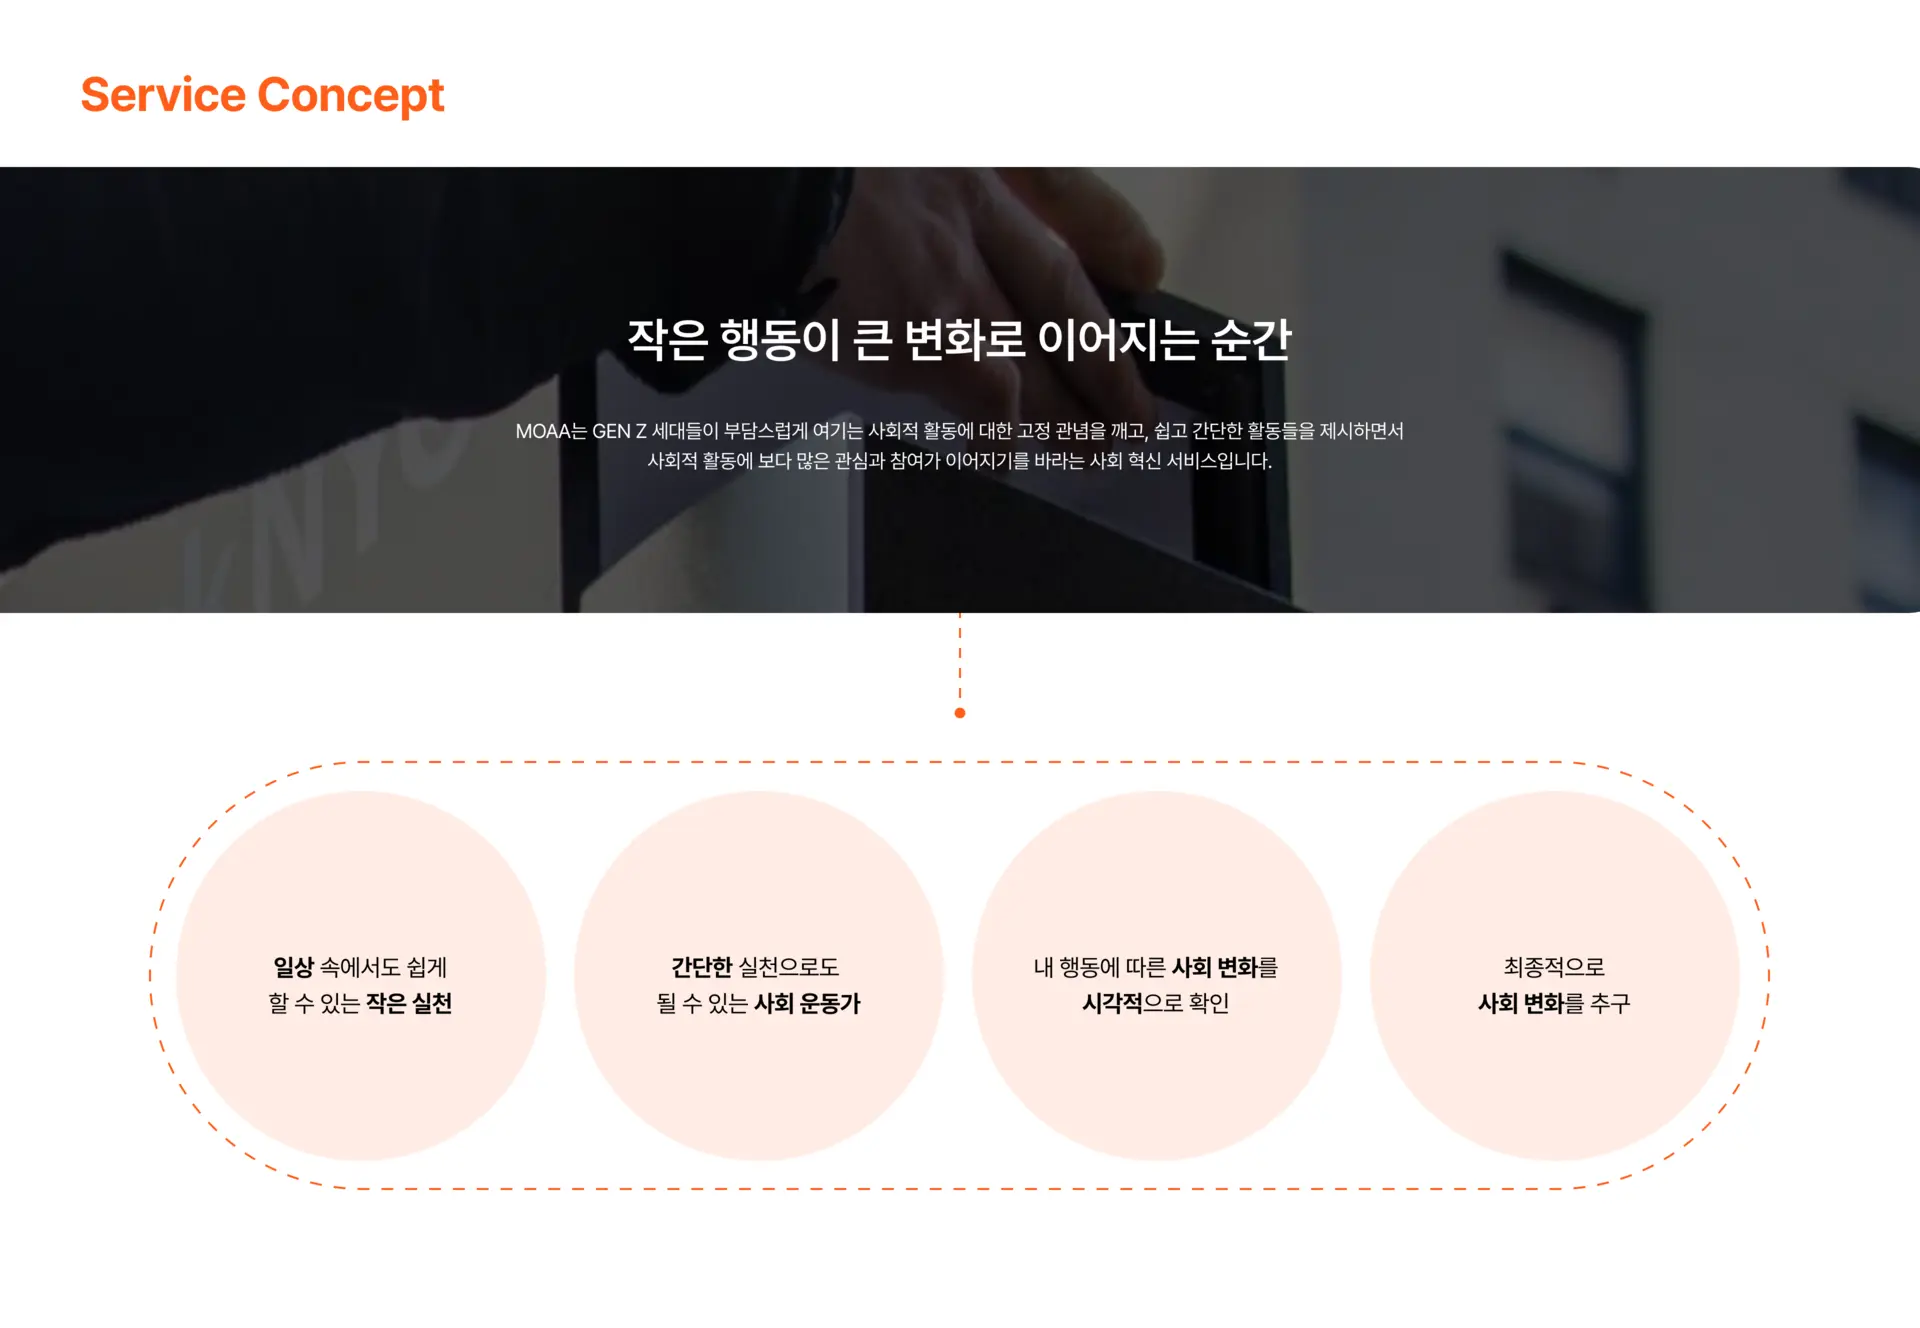 Service Concept
작은 행동이 큰 변화로 이어지는 순간
MOAA는 GEN Z 세대들이 부담스럽게 여기는 사회적 활동에 대한 고정 관념을 깨고, 쉽고 간단한 활동들을 제시하면서
사회적 활동에 보다 많은 관심과 참여가 이어지기를 바라는 사회 혁신 서비스입니다.
kNYC
일상 속에서도 쉽게
할 수 있는 작은 실천
간단한 실천으로도
될 수 있는 사회 운동가
내 행동에 따른 사회 변화를
시각적으로 확인
최종적으로
사회 변화를 추구